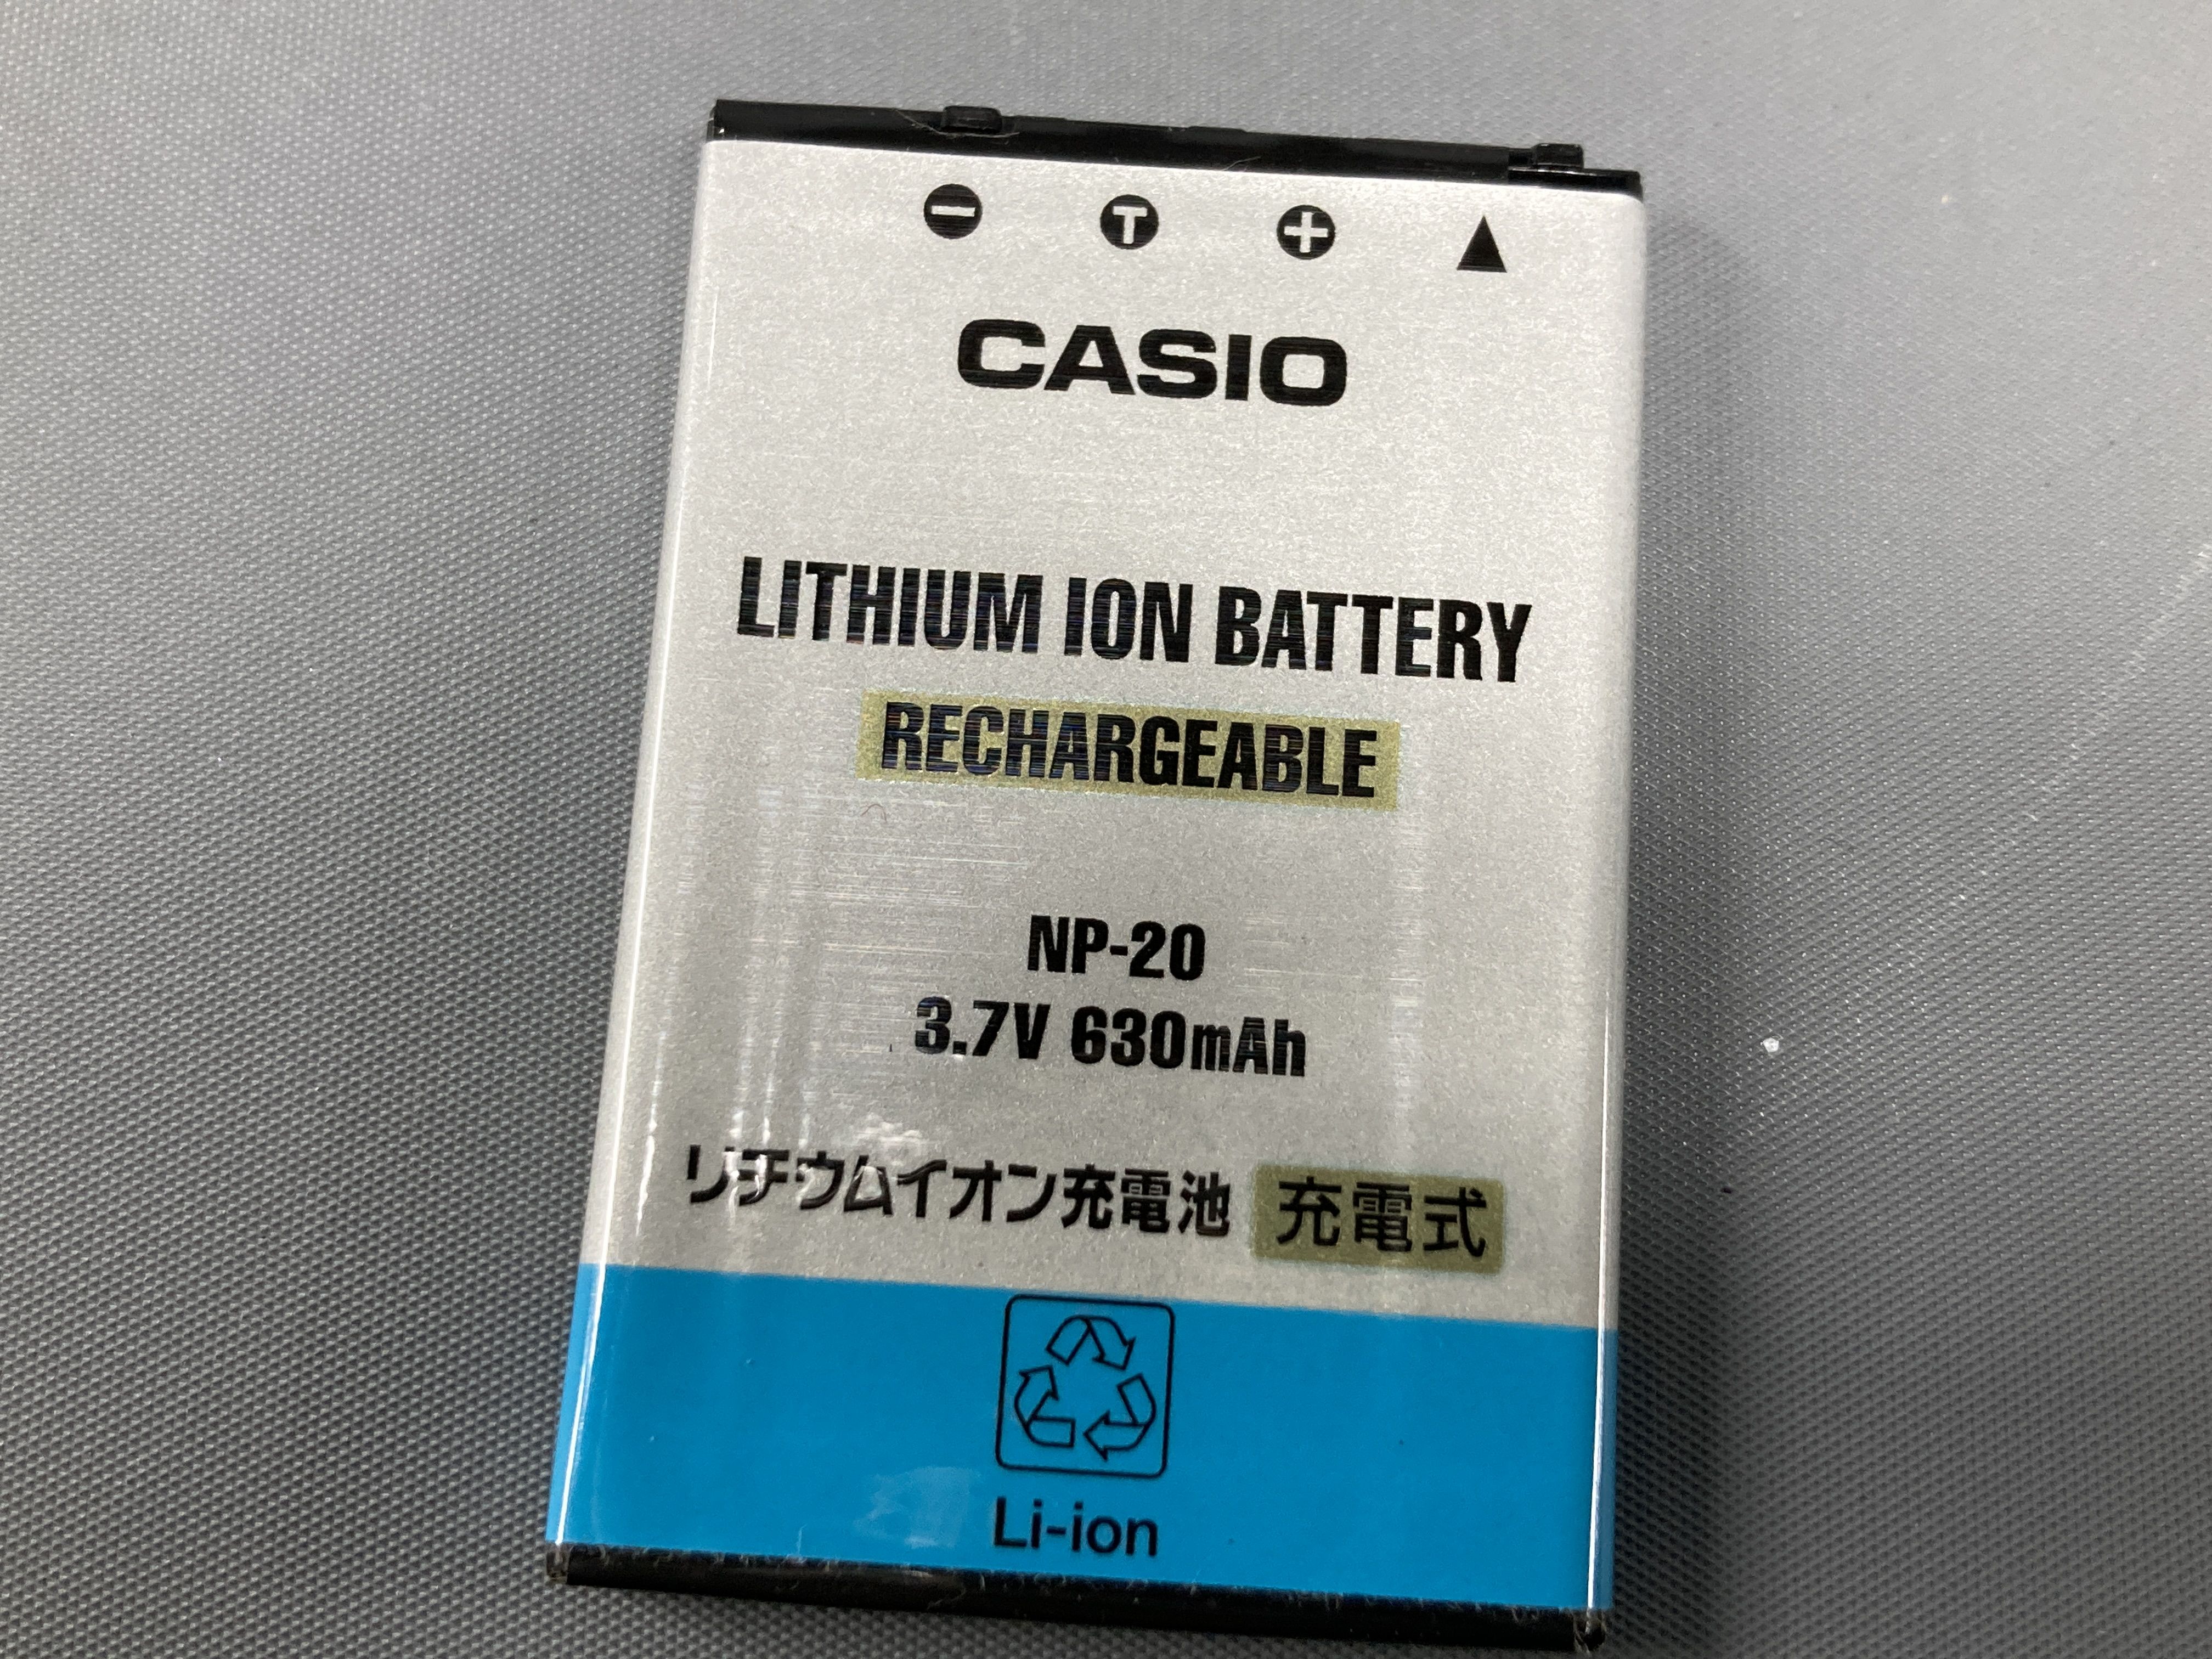 T
CASIO
LITHIUM ION BATTERY
RECHARGEABLE
NP-20
3.7V 630mAh
リチウムイオン充電池 充電式
Li-ion